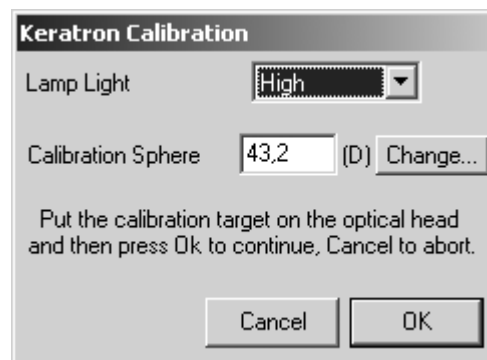 Keratron Calibration
Lamp Light High
Calibration Sphere 43,2 (D) Change...
Put the calibration target on the optical head
and then press Ok to continue, Cancel to abort.
Cancel OK